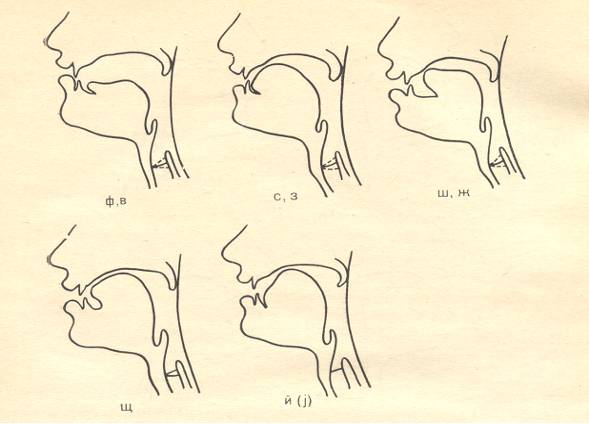 ф,в
с, з
ш, ж
щ
й (j)